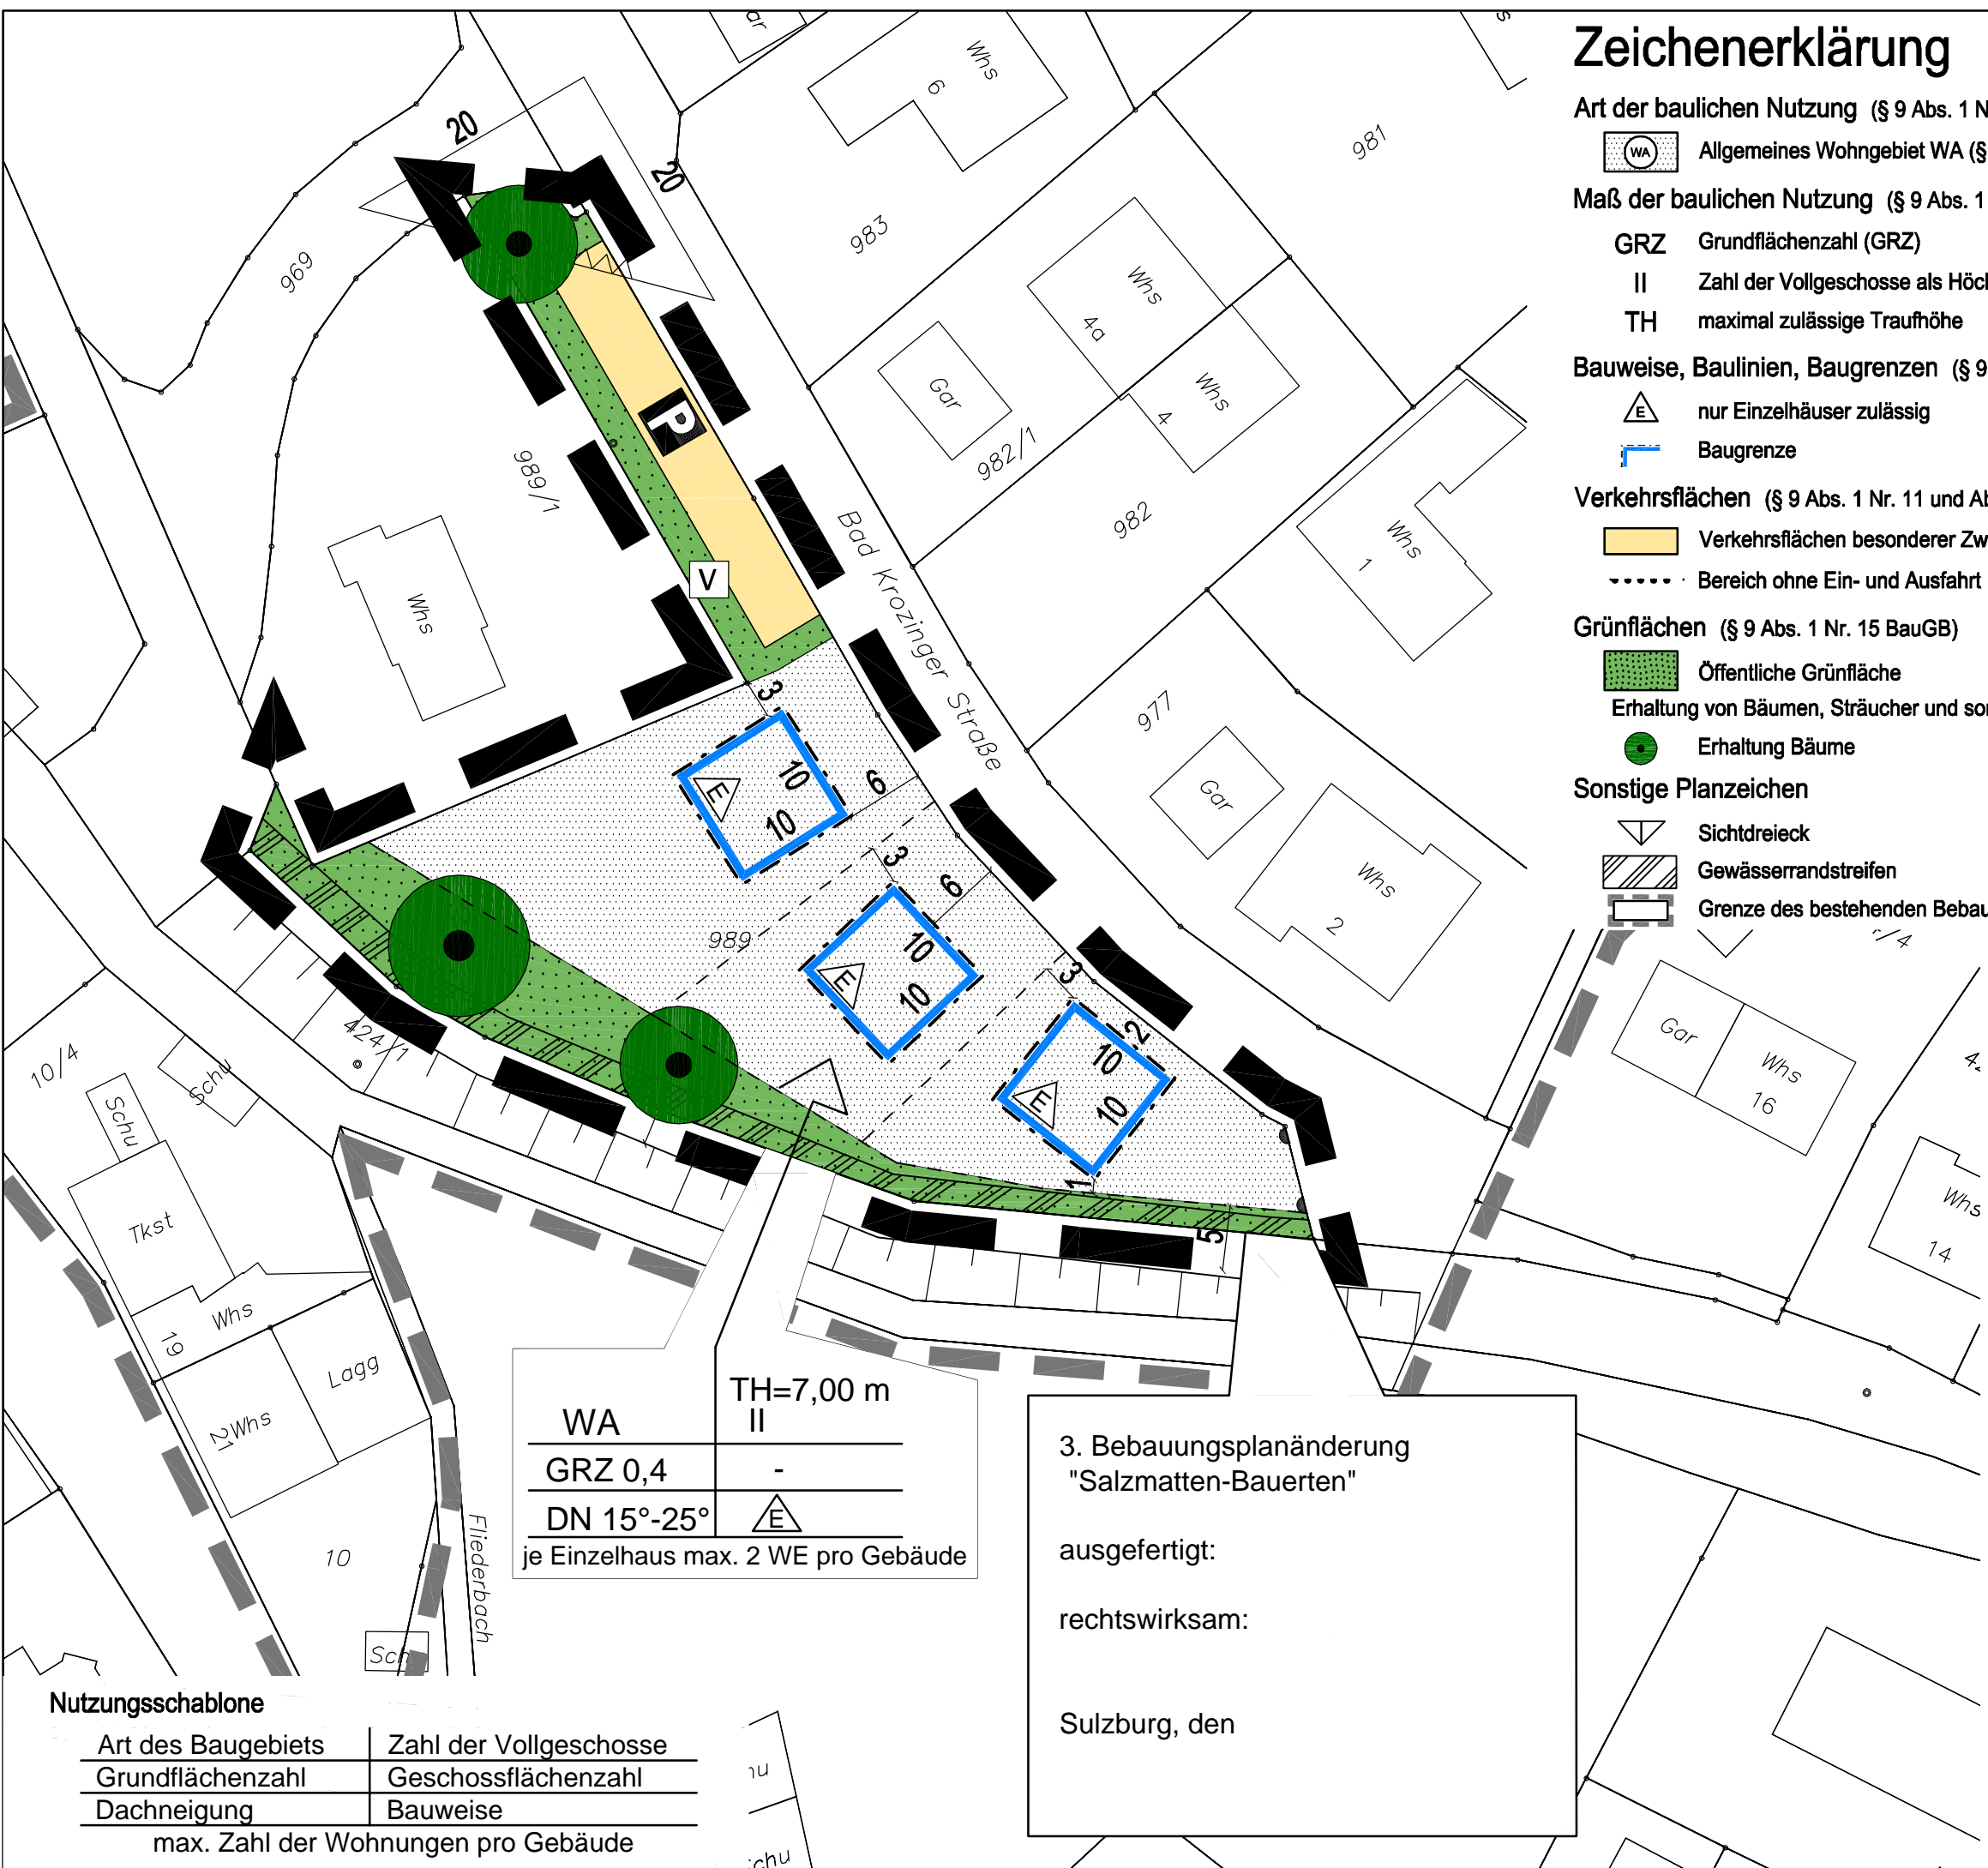 Zeichenerklärung
Art der baulichen Nutzung (§ 9 Abs. 1
WA Allgemeines Wohngebiet WA (§
Maß der baulichen Nutzung (§ 9 Abs. 1
GRZ Grundflächenzahl (GRZ)
II Zahl der Vollgeschosse als
TH maximal zulässige Traufhöhe
Bauweise, Baulinien, Baugrenzen (§ 9
E nur Einzelhäuser zulässig
Baugrenze
Verkehrsflächen (§ 9 Abs. 1 Nr. 11 und
Verkehrsflächen besonderer
Bereich ohne Ein- und Ausfahrt
Grünflächen (§ 9 Abs. 1 Nr. 15 BauGB)
Öffentliche Grünfläche
Erhaltung von Bäumen, Sträucher und
Erhaltung Bäume
Sonstige Planzeichen
Sichtdreieck
Gewässerrandstreifen
Grenze des bestehenden
20
20
969
983
981
Whs
6
Whs
4a
Gar
Whs
4
982/1
982
Whs
1
989/1
P
V
Whs
Bad Krozinger Straße
977
Gar
Whs
2
3
10
10
E
6
3
6
10
10
E
989
3
2
10
10
E
1
5
424/1
10/4
Schu
Schu
Tkst
Whs
19
Lagg
Whs
21
10
Sch
Fliederbach
Gar
Whs
16
Whs
14
WA TH=7,00 m
II
GRZ 0,4 -
DN 15°-25° E
je Einzelhaus max. 2 WE pro Gebäude
3. Bebauungsplanänderung
"Salzmatten-Bauerten"
ausgefertigt:
rechtswirksam:
Sulzburg, den
Nutzungsschablone
Art des Baugebiets Zahl der Vollgeschosse
Grundflächenzahl Geschossflächenzahl
Dachneigung Bauweise
max. Zahl der Wohnungen pro Gebäude